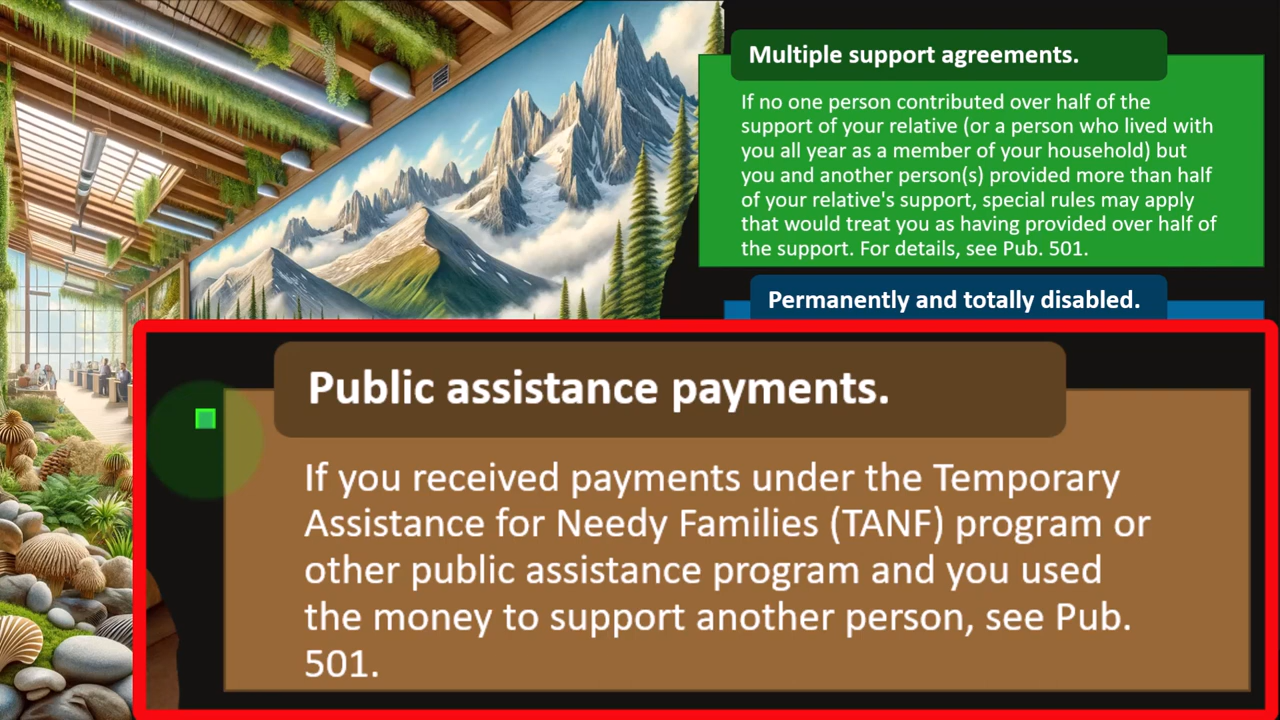 Multiple support agreements.
If no one person contributed over half of the
support of your relative (or a person who lived with
you all year as a member of your household) but
you and another person(s) provided more than half
of your relative's support, special rules may apply
that would treat you as having provided over half of
the support. For details, see Pub. 501.
Permanently and totally disabled.
Public assistance payments.
If you received payments under the Temporary
Assistance for Needy Families (TANF) program or
other public assistance program and you used
the money to support another person, see Pub.
501.